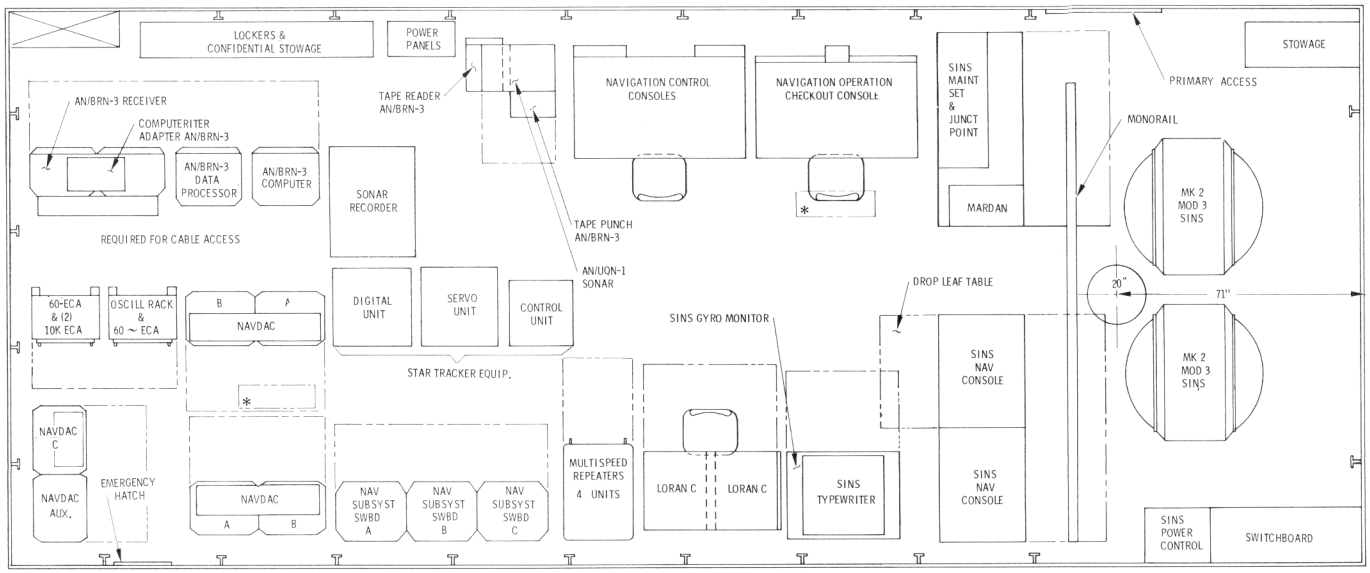 LOCKERS &
CONFIDENTIAL STOWAGE
POWER
PANELS
STOWAGE
AN/BRN-3 RECEIVER
COMPUTERITER
ADAPTER AN/BRN-3
TAPE READER
AN/BRN-3
NAVIGATION CONTROL
CONSOLES
NAVIGATION OPERATION
CHECKOUT CONSOLE
SINS
MAINT
SET
&
JUNCT
POINT
PRIMARY ACCESS
MONORAIL
AN/BRN-3
DATA
PROCESSOR
AN/BRN-3
COMPUTER
SONAR
RECORDER
MARDAN
MK 2
MOD 3
SINS
*
TAPE PUNCH
AN/BRN-3
REQUIRED FOR CABLE ACCESS
AN/UQN-1
SONAR
60-ECA
& (2)
10K ECA
OSCILL RACK
&
60 ~ ECA
B
A
NAVDAC
DIGITAL
UNIT
SERVO
UNIT
CONTROL
UNIT
DROP LEAF TABLE
20"
71"
SINS GYRO MONITOR
STAR TRACKER EQUIP.
SINS
NAV
CONSOLE
MK 2
MOD 3
SINS
*
NAVDAC
C
NAVDAC
AUX.
EMERGENCY
HATCH
NAVDAC
A
B
NAV
SUBSYST
SWBD
A
NAV
SUBSYST
SWBD
B
NAV
SUBSYST
SWBD
C
MULTISPEED
REPEATERS
4 UNITS
LORAN C
LORAN C
SINS
TYPEWRITER
SINS
NAV
CONSOLE
SINS
POWER
CONTROL
SWITCHBOARD